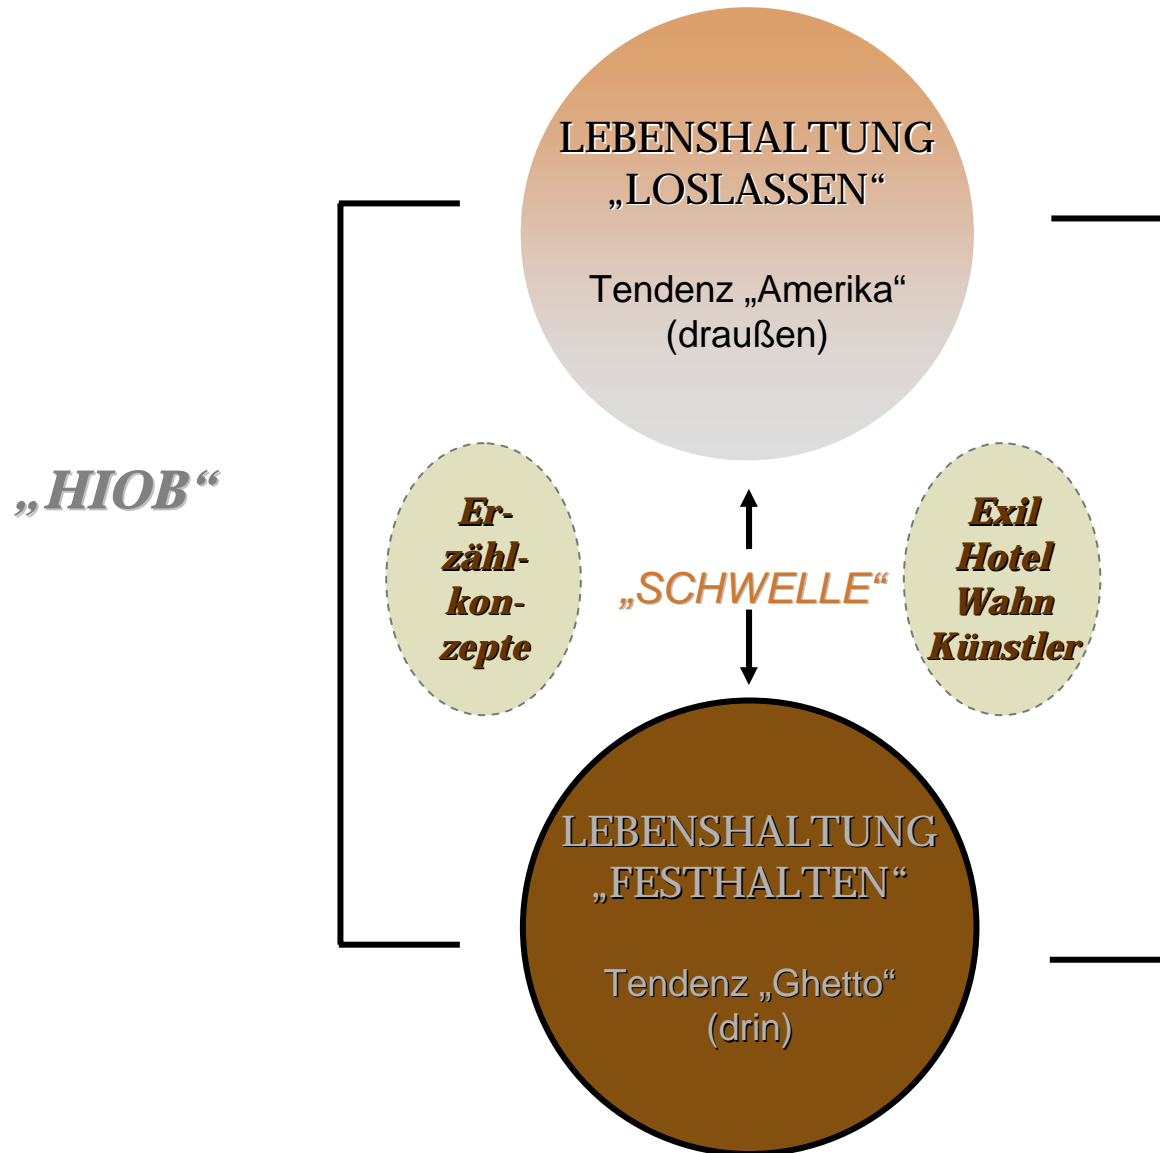 LEBENSHALTUNG
„LOSLASSEN“
Tendenz „Amerika“
(draußen)
„HIOB“
Er-
zähl-
kon-
zepte
„SCHWELLE“
Exil
Hotel
Wahn
Künstler
LEBENSHALTUNG
„FESTHALTEN“
Tendenz „Ghetto“
(drin)